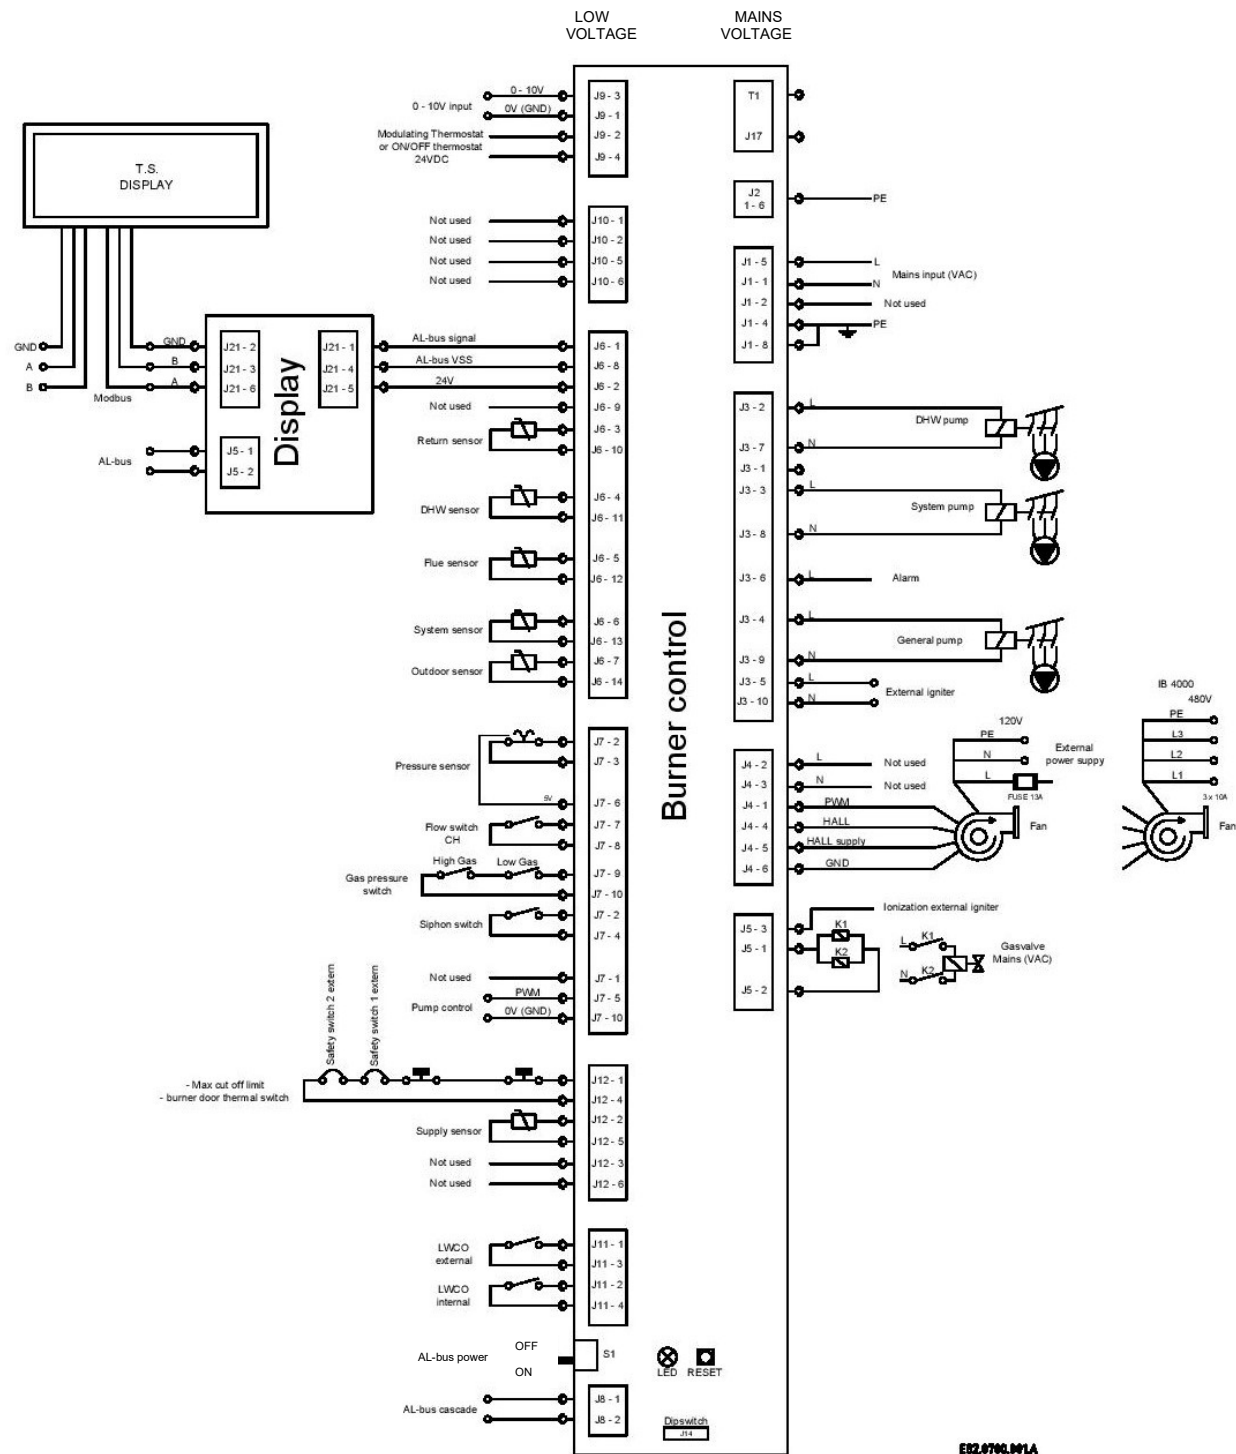 LOW
VOLTAGE
MAINS
VOLTAGE
0 - 10V input
0 - 10V
0V (GND)
Modulating Thermostat
or ON/OFF thermostat
24VDC
J9 - 3
J9 - 1
J9 - 2
J9 - 4
T.S.
DISPLAY
Not used
Not used
Not used
Not used
J10 - 1
J10 - 2
J10 - 5
J10 - 6
GND
A
B
Modbus
GND
B
A
J21 - 2
J21 - 3
J21 - 6
J21 - 1
J21 - 4
J21 - 5
AL-bus
J5 - 1
J5 - 2
Display
AL-bus signal
AL-bus VSS
24V
Not used
Return sensor
DHW sensor
Flue sensor
System sensor
Outdoor sensor
J6 - 1
J6 - 8
J6 - 2
J6 - 9
J6 - 3
J6 - 10
J6 - 4
J6 - 11
J6 - 5
J6 - 12
J6 - 6
J6 - 13
J6 - 7
J6 - 14
Pressure sensor
5V
Flow switch
CH
High Gas
Low Gas
Gas pressure
switch
Siphon switch
Not used
Pump control
PWM
0V (GND)
J7 - 2
J7 - 3
J7 - 6
J7 - 7
J7 - 8
J7 - 9
J7 - 10
J7 - 2
J7 - 4
J7 - 1
J7 - 5
J7 - 10
Safety switch 2 extern
Safety switch 1 extern
- Max cut off limit
- burner door thermal switch
Supply sensor
Not used
Not used
J12 - 1
J12 - 4
J12 - 2
J12 - 5
J12 - 3
J12 - 6
LWCO
external
LWCO
internal
J11 - 1
J11 - 3
J11 - 2
J11 - 4
AL-bus power
OFF
ON
S1
LED
RESET
AL-bus cascade
J8 - 1
J8 - 2
Dipswitch
J14
Burner control
T1
J17
J2
1 - 6
PE
J1 - 5
J1 - 1
J1 - 2
J1 - 4
J1 - 8
L
N
Mains input (VAC)
Not used
PE
J3 - 2
J3 - 7
J3 - 1
J3 - 3
J3 - 8
J3 - 6
J3 - 4
J3 - 9
J3 - 5
J3 - 10
L
DHW pump
N
L
System pump
N
L
Alarm
L
General pump
N
L
N
External igniter
J4 - 2
J4 - 3
J4 - 1
J4 - 4
J4 - 5
J4 - 6
L
Not used
N
Not used
PWM
HALL
HALL supply
GND
120V
PE
N
L
External
power suppy
FUSE 13A
Fan
IB 4000
480V
PE
L3
L2
L1
3 x 10A
Fan
J5 - 3
J5 - 1
J5 - 2
Ionization external igniter
K1
K2
L
K1
N
K2
Gasvalve
Mains (VAC)
E82.0700.001.A